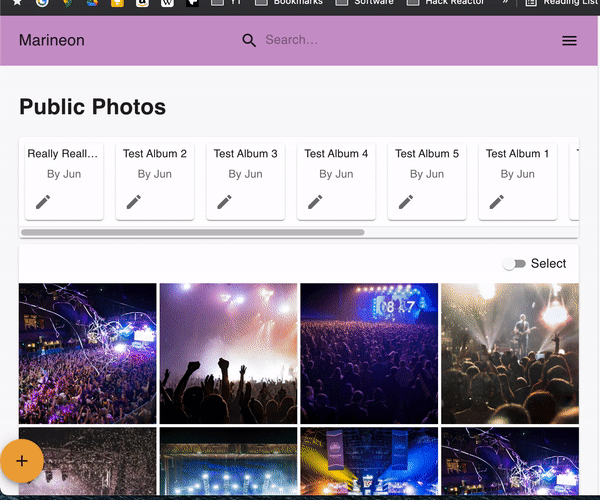 YT Bookmarks Software Hack Reactor » Reading List
Marineon Search...
Public Photos
Really Reall... Test Album 2 Test Album 3 Test Album 4 Test Album 5 Test Album 1
By Jun By Jun By Jun By Jun By Jun By Jun
Select